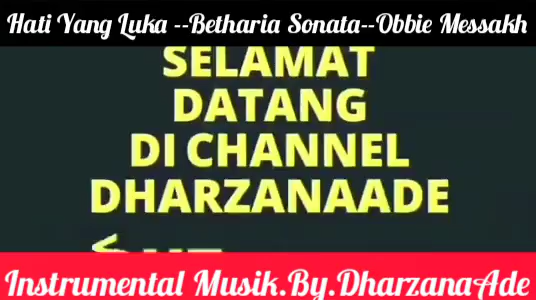 Hati Yang Luka --Betharia Sonata--Obbie Messakh
SELAMAT
DATANG
DI CHANNEL
DHARZANAADE
Instrumental Musik.By.DharzanaAde